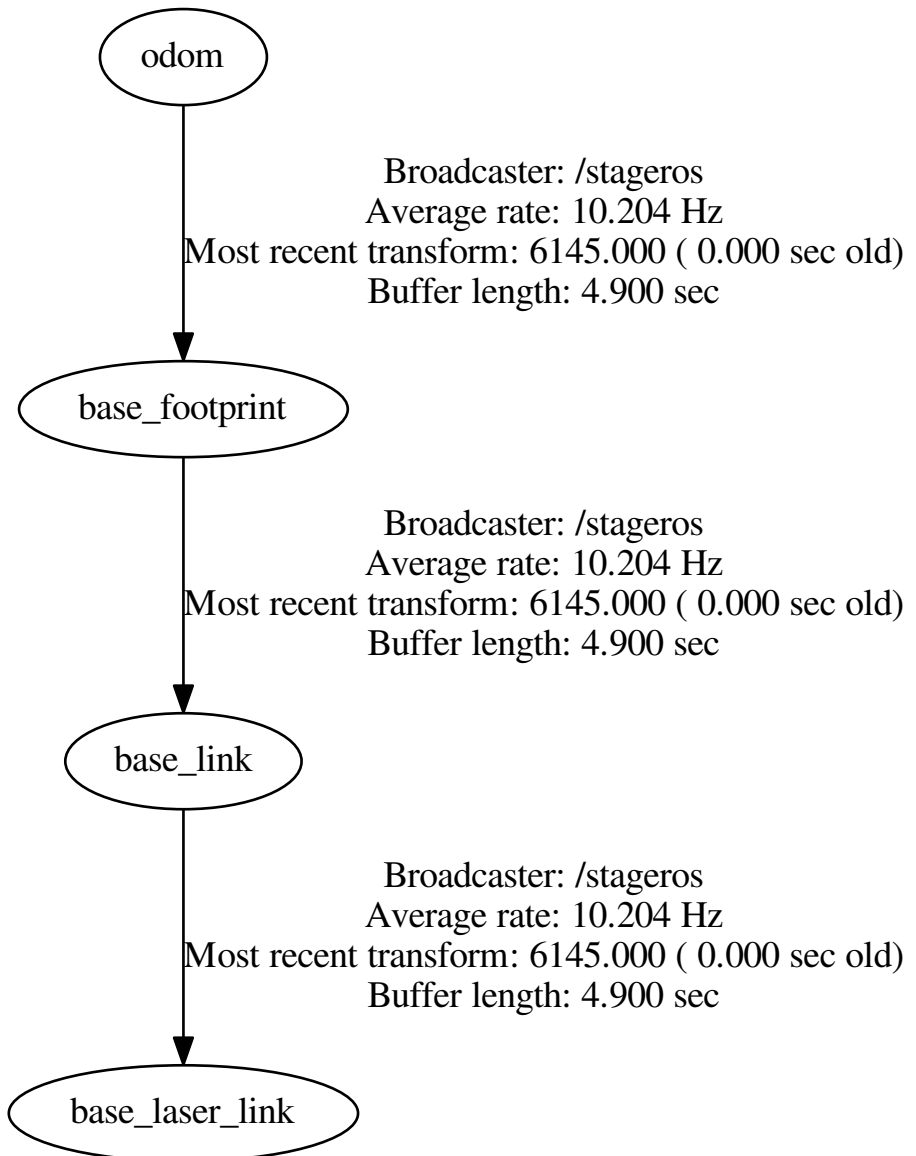 odom
Broadcaster: /stageros
Average rate: 10.204 Hz
Most recent transform: 6145.000 ( 0.000 sec old)
Buffer length: 4.900 sec
base_footprint
Broadcaster: /stageros
Average rate: 10.204 Hz
Most recent transform: 6145.000 ( 0.000 sec old)
Buffer length: 4.900 sec
base_link
Broadcaster: /stageros
Average rate: 10.204 Hz
Most recent transform: 6145.000 ( 0.000 sec old)
Buffer length: 4.900 sec
base_laser_link